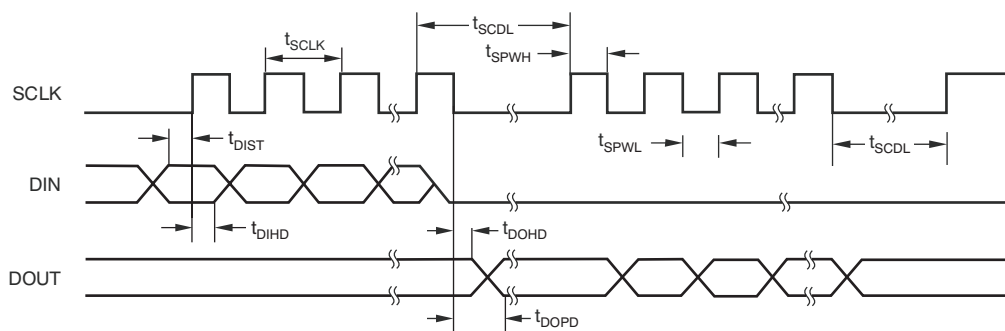 tSCDL
tSCLK
tSPWH
SCLK
tDIST
tSPWL
tSCDL
DIN
tDIHD
tDOHD
DOUT
tDOPD